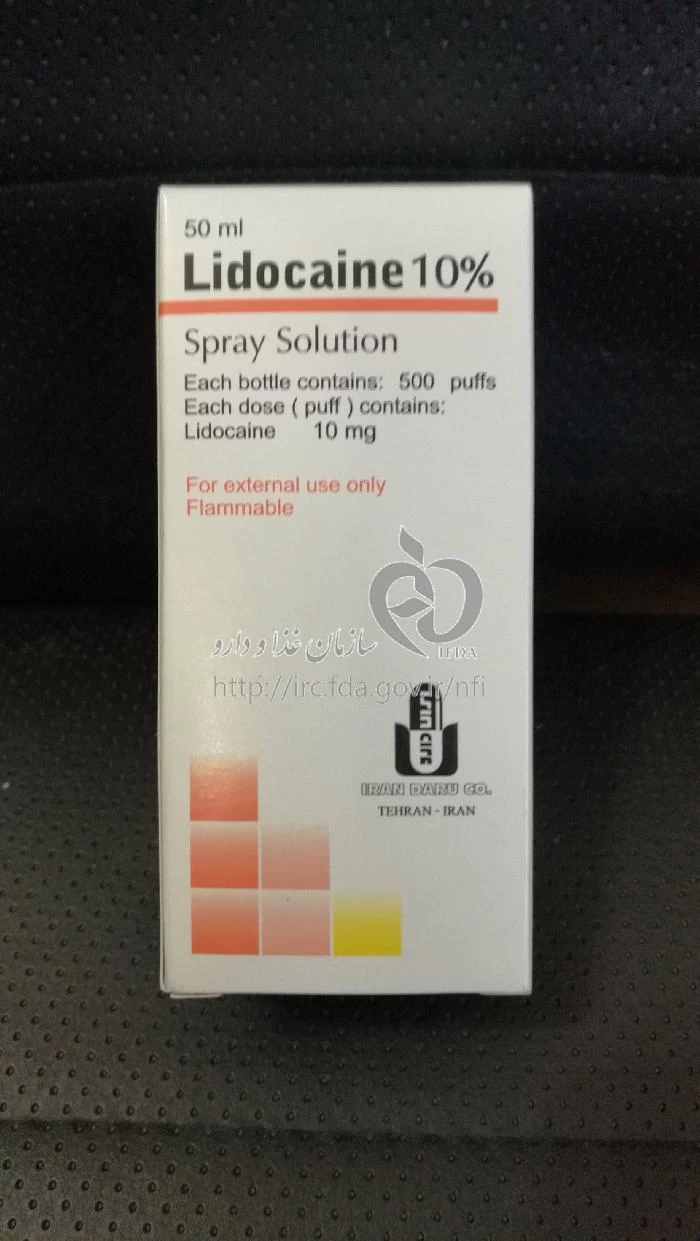 50 ml
Lidocaine 10%
Spray Solution
Each bottle contains: 500 puffs
Each dose ( puff ) contains:
Lidocaine 10 mg
For external use only
Flammable
IFDA
سازمان غذا و دارو
http://irc.fda.gov.ir/nfi
IRAN DARU CO.
TEHRAN - IRAN